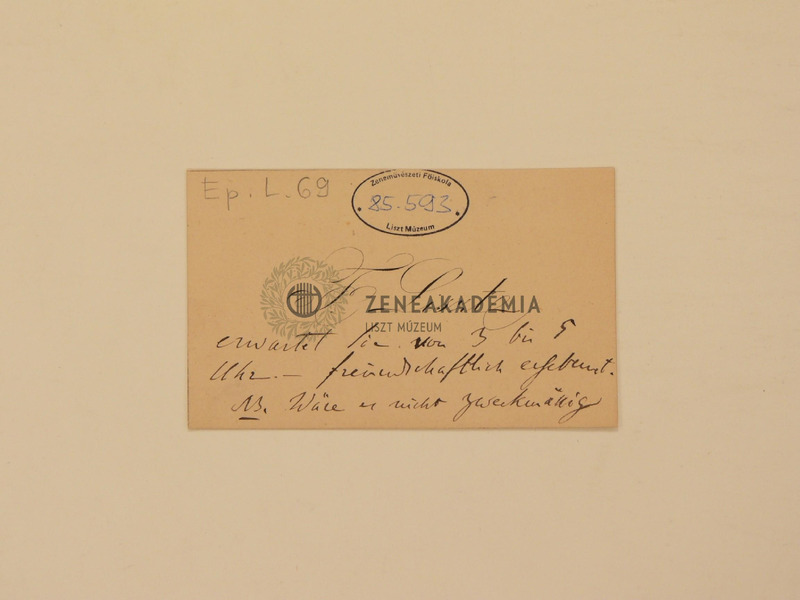 Ep. L. 69
Zeneművészeti Főiskola
85.593
Liszt Múzeum
F. Liszt
ZENEAKADÉMIA
LISZT MÚZEUM
erwartet Sie von 3 bis 5
Uhr. — freundschaftlich ergebenst.
NB. Wäre es nicht zweckmäßig